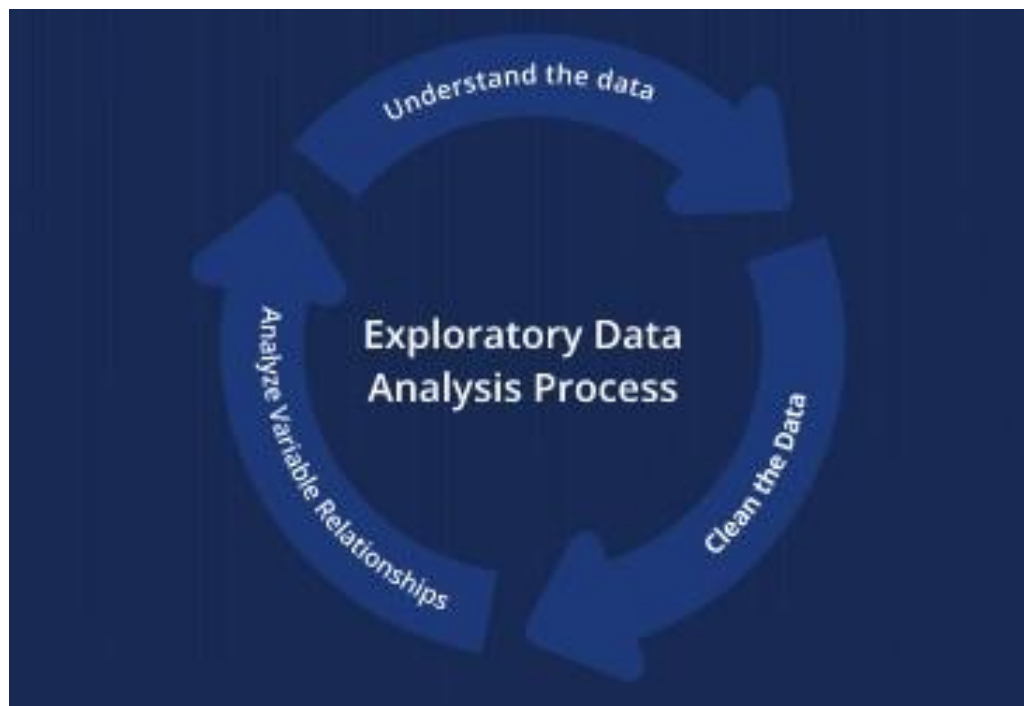 Understand the data
Exploratory Data
Analysis Process
Clean the Data
Analyze Variable Relationships